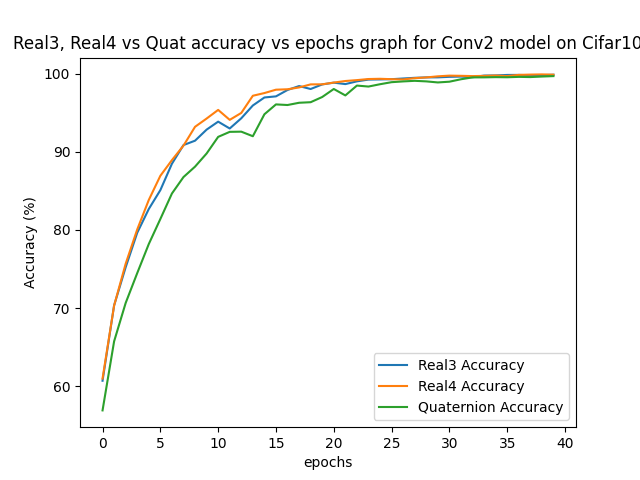 Real3, Real4 vs Quat accuracy vs epochs graph for Conv2 model on Cifar10
100
90
80
70
60
Accuracy (%)
Real3 Accuracy
Real4 Accuracy
Quaternion Accuracy
0 5 10 15 20 25 30 35 40
epochs